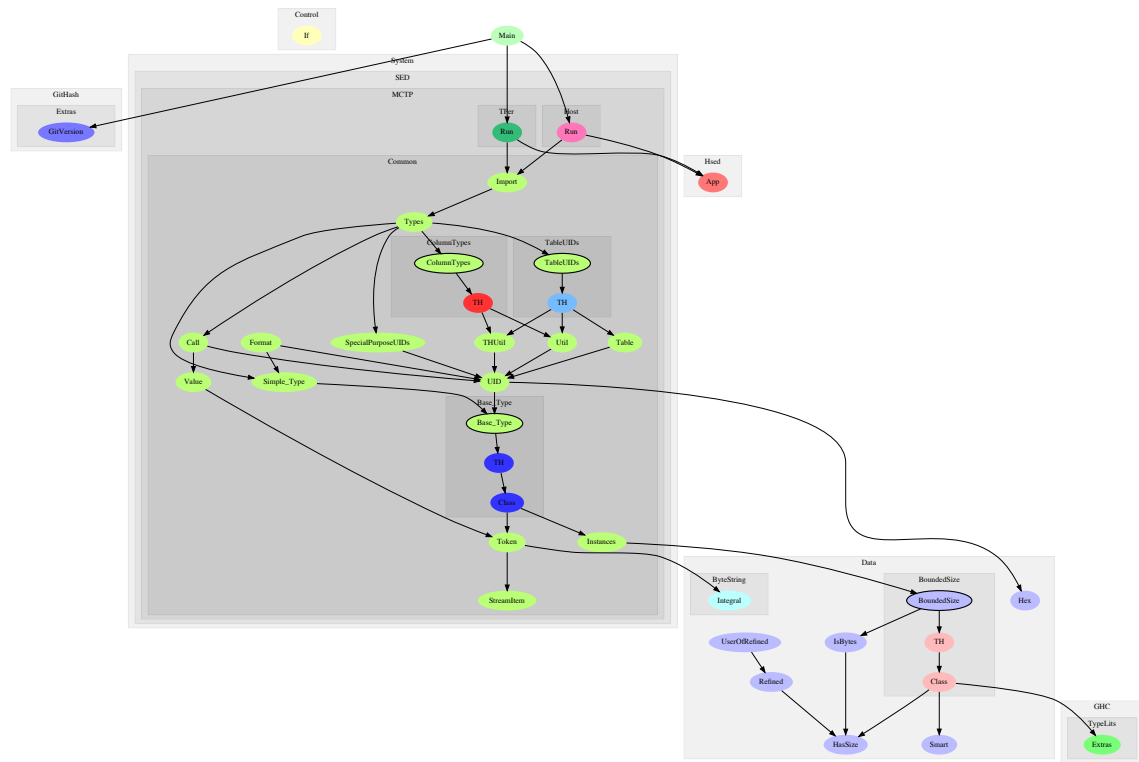 Control
If
Main
System
SED
GitHash
MCTP
Extras
TPer
Host
GitVersion
Run
Run
Common
Hsed
Import
App
Types
ColumnTypes
TableUIDs
ColumnTypes
TableUIDs
TH
TH
Call
Format
SpecialPurposeUIDs
THUtil
Util
Table
Value
Simple_Type
UID
Base_Type
Base_Type
TH
Class
Token
Instances
Data
ByteString
BoundedSize
StreamItem
Integral
BoundedSize
Hex
UserOfRefined
IsBytes
TH
Refined
Class
GHC
TypeLits
HasSize
Smart
Extras